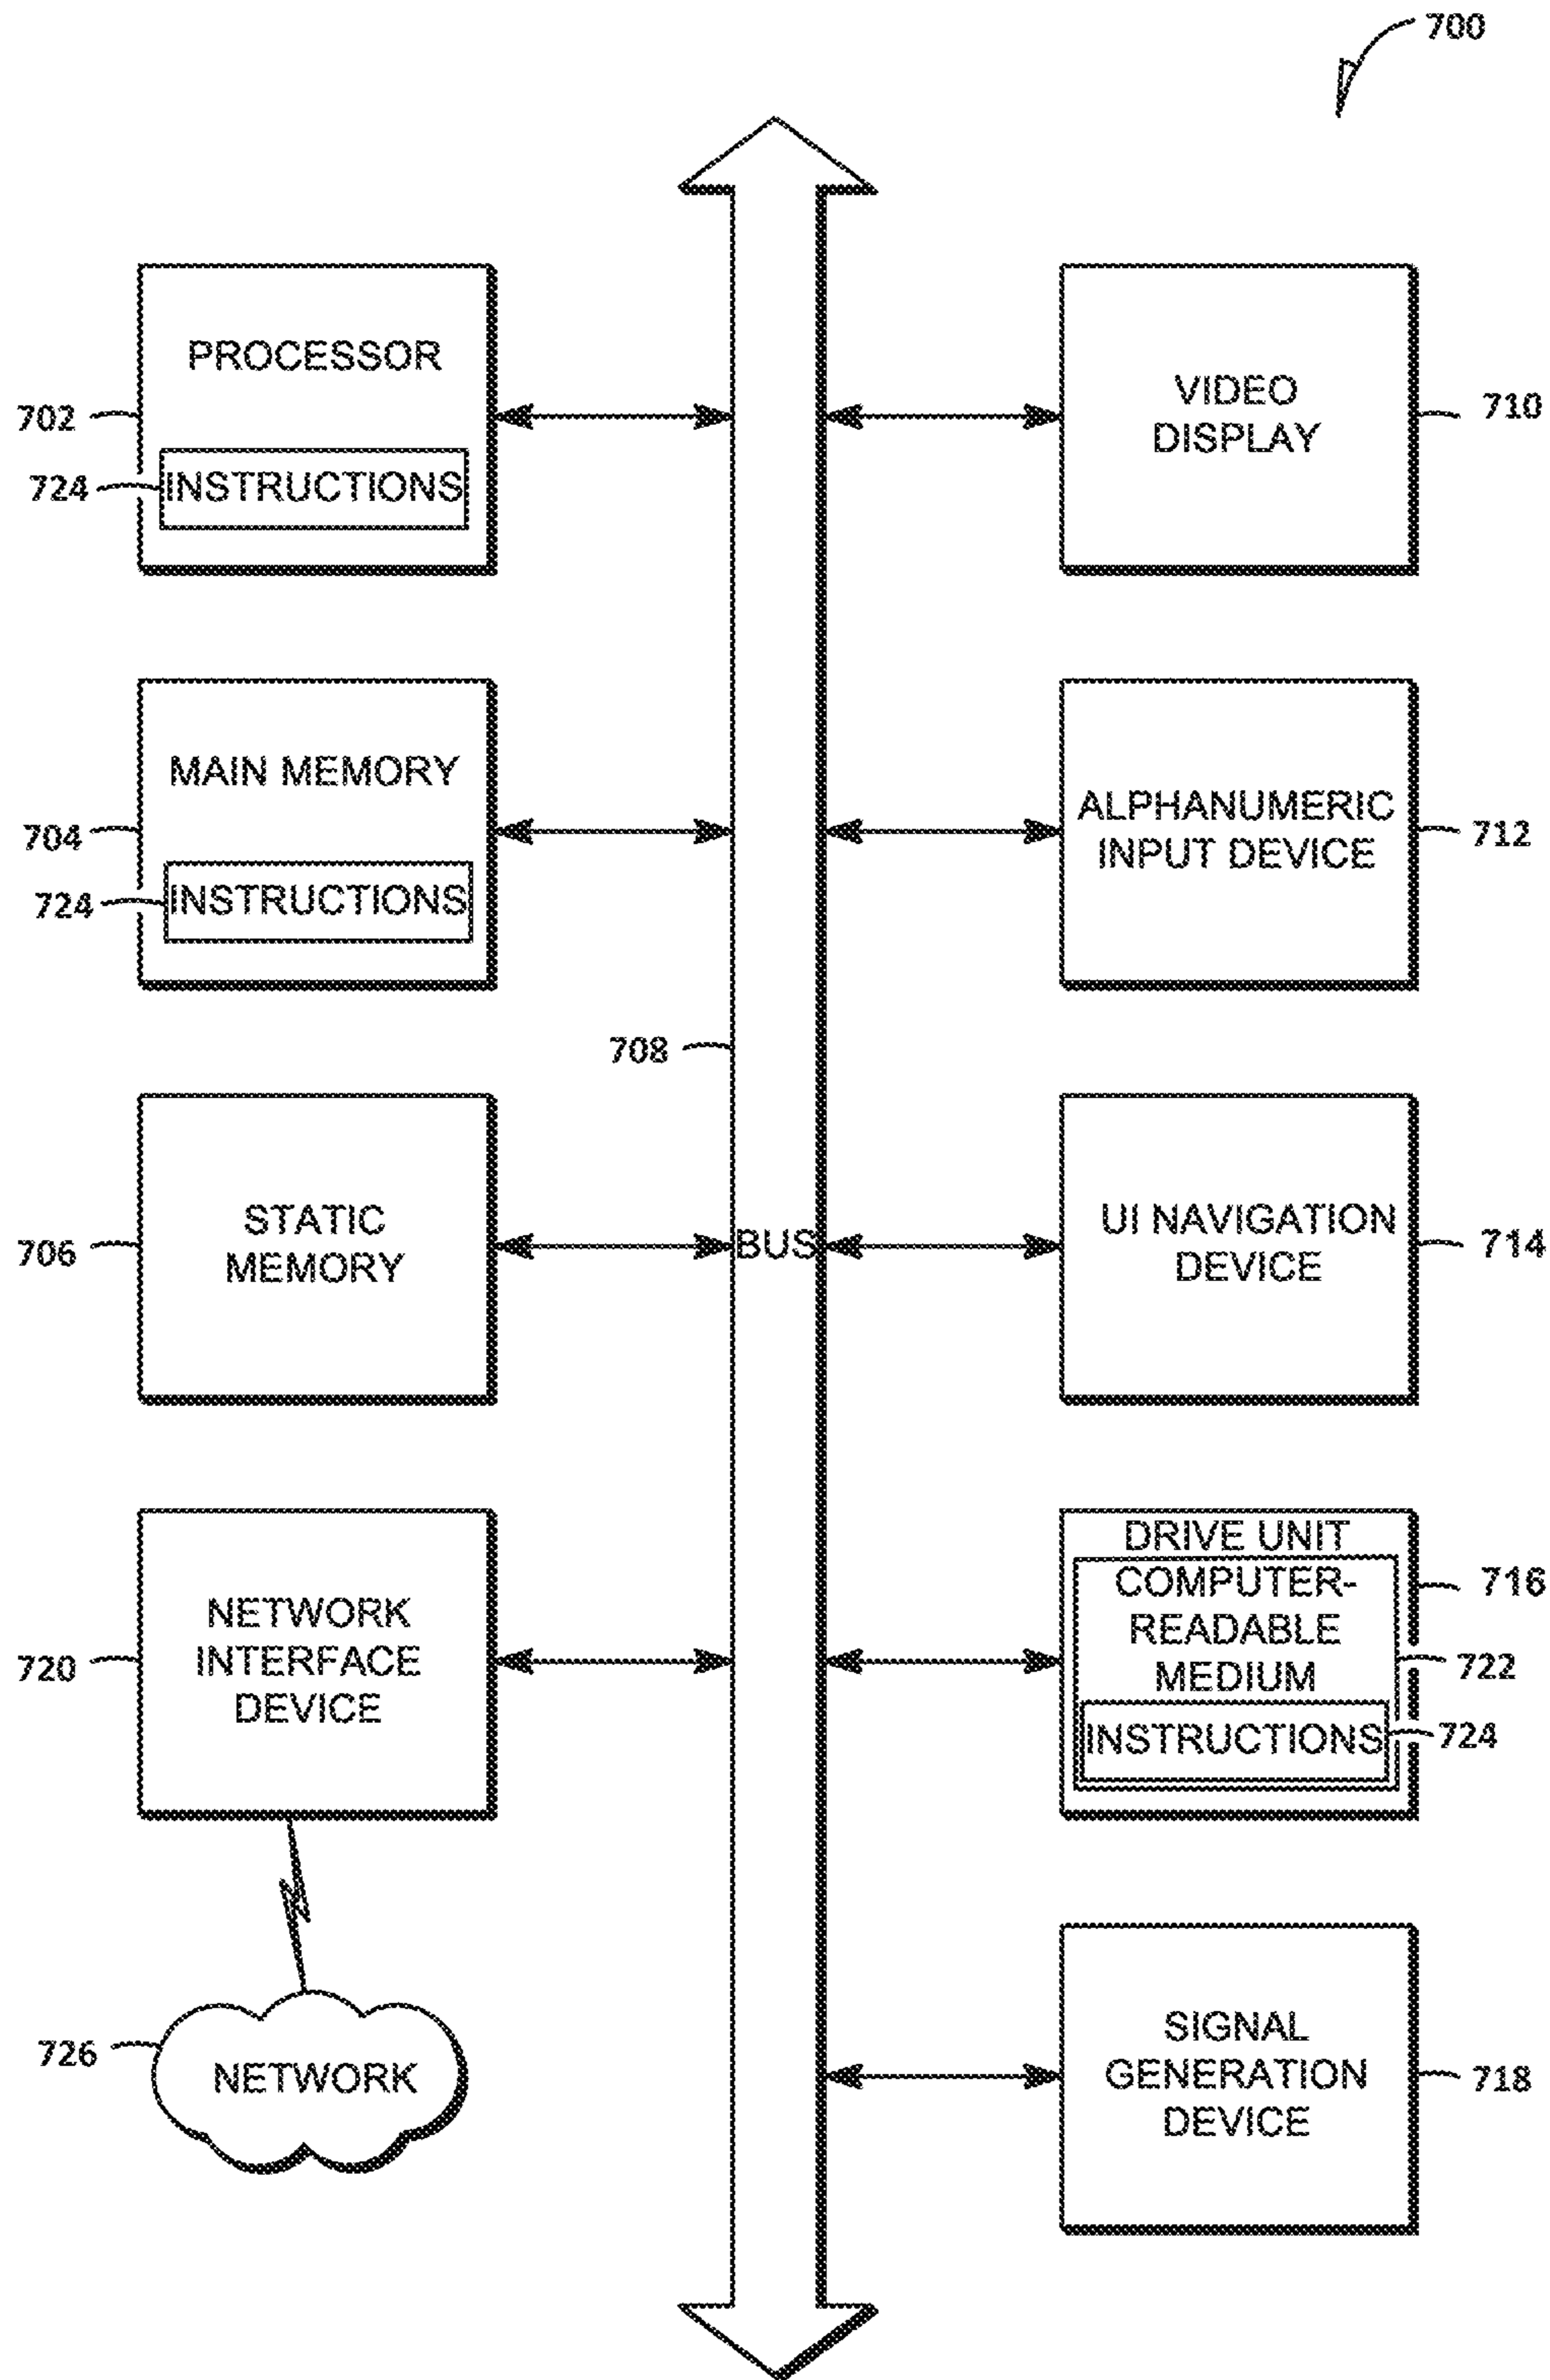 700
PROCESSOR
702
724
INSTRUCTIONS
VIDEO
DISPLAY
710
MAIN MEMORY
704
724
INSTRUCTIONS
ALPHANUMERIC
INPUT DEVICE
712
708
STATIC
MEMORY
706
BUS
UI NAVIGATION
DEVICE
714
NETWORK
INTERFACE
DEVICE
720
DRIVE UNIT
COMPUTER-
READABLE
MEDIUM
716
722
INSTRUCTIONS
724
726
NETWORK
SIGNAL
GENERATION
DEVICE
718